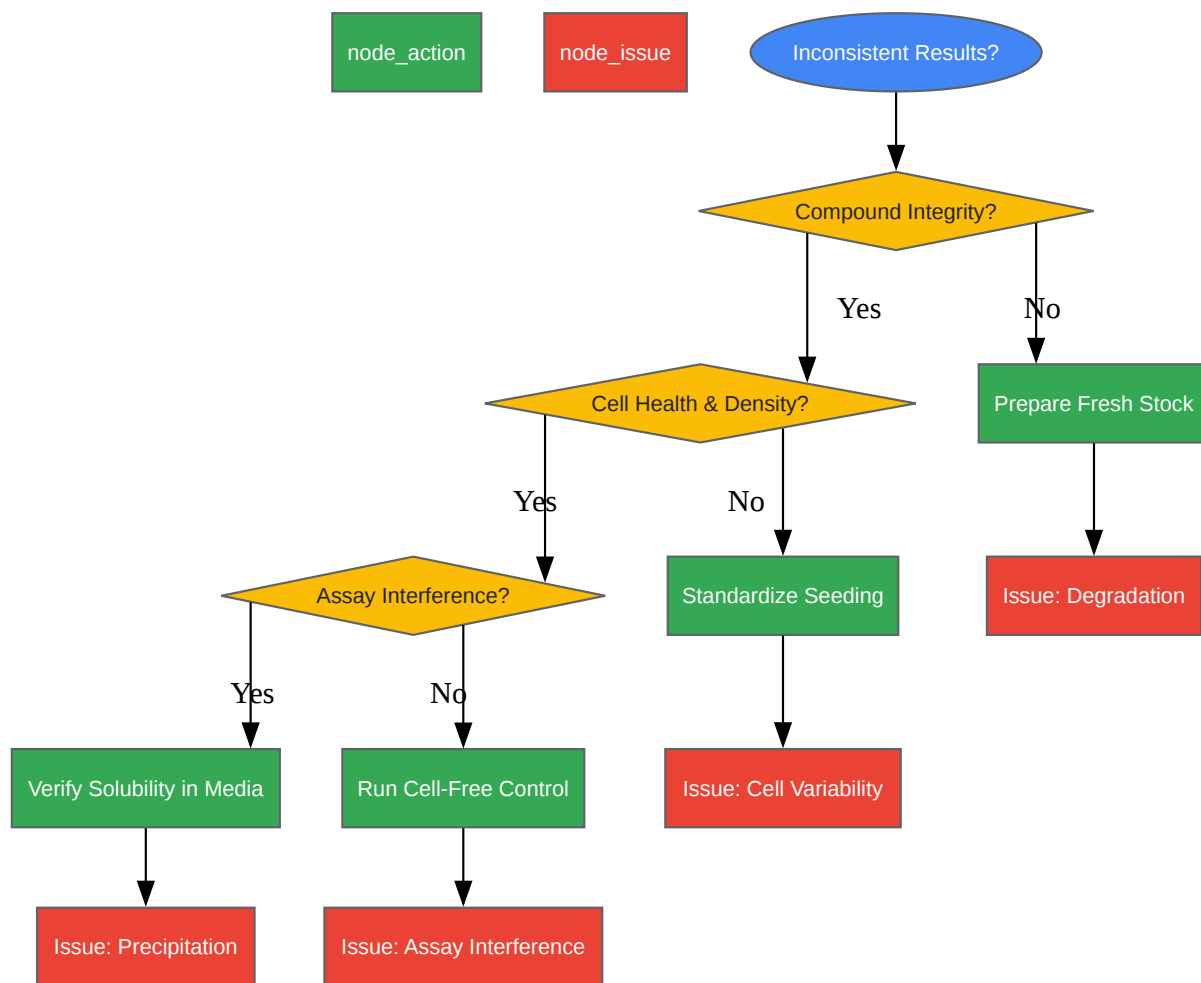 node_action
node_issue
Inconsistent Results?
Compound Integrity?
Yes
No
Cell Health & Density?
Prepare Fresh Stock
Yes
No
Assay Interference?
Standardize Seeding
Issue: Degradation
Yes
No
Verify Solubility in Media
Run Cell-Free Control
Issue: Cell Variability
Issue: Precipitation
Issue: Assay Interference